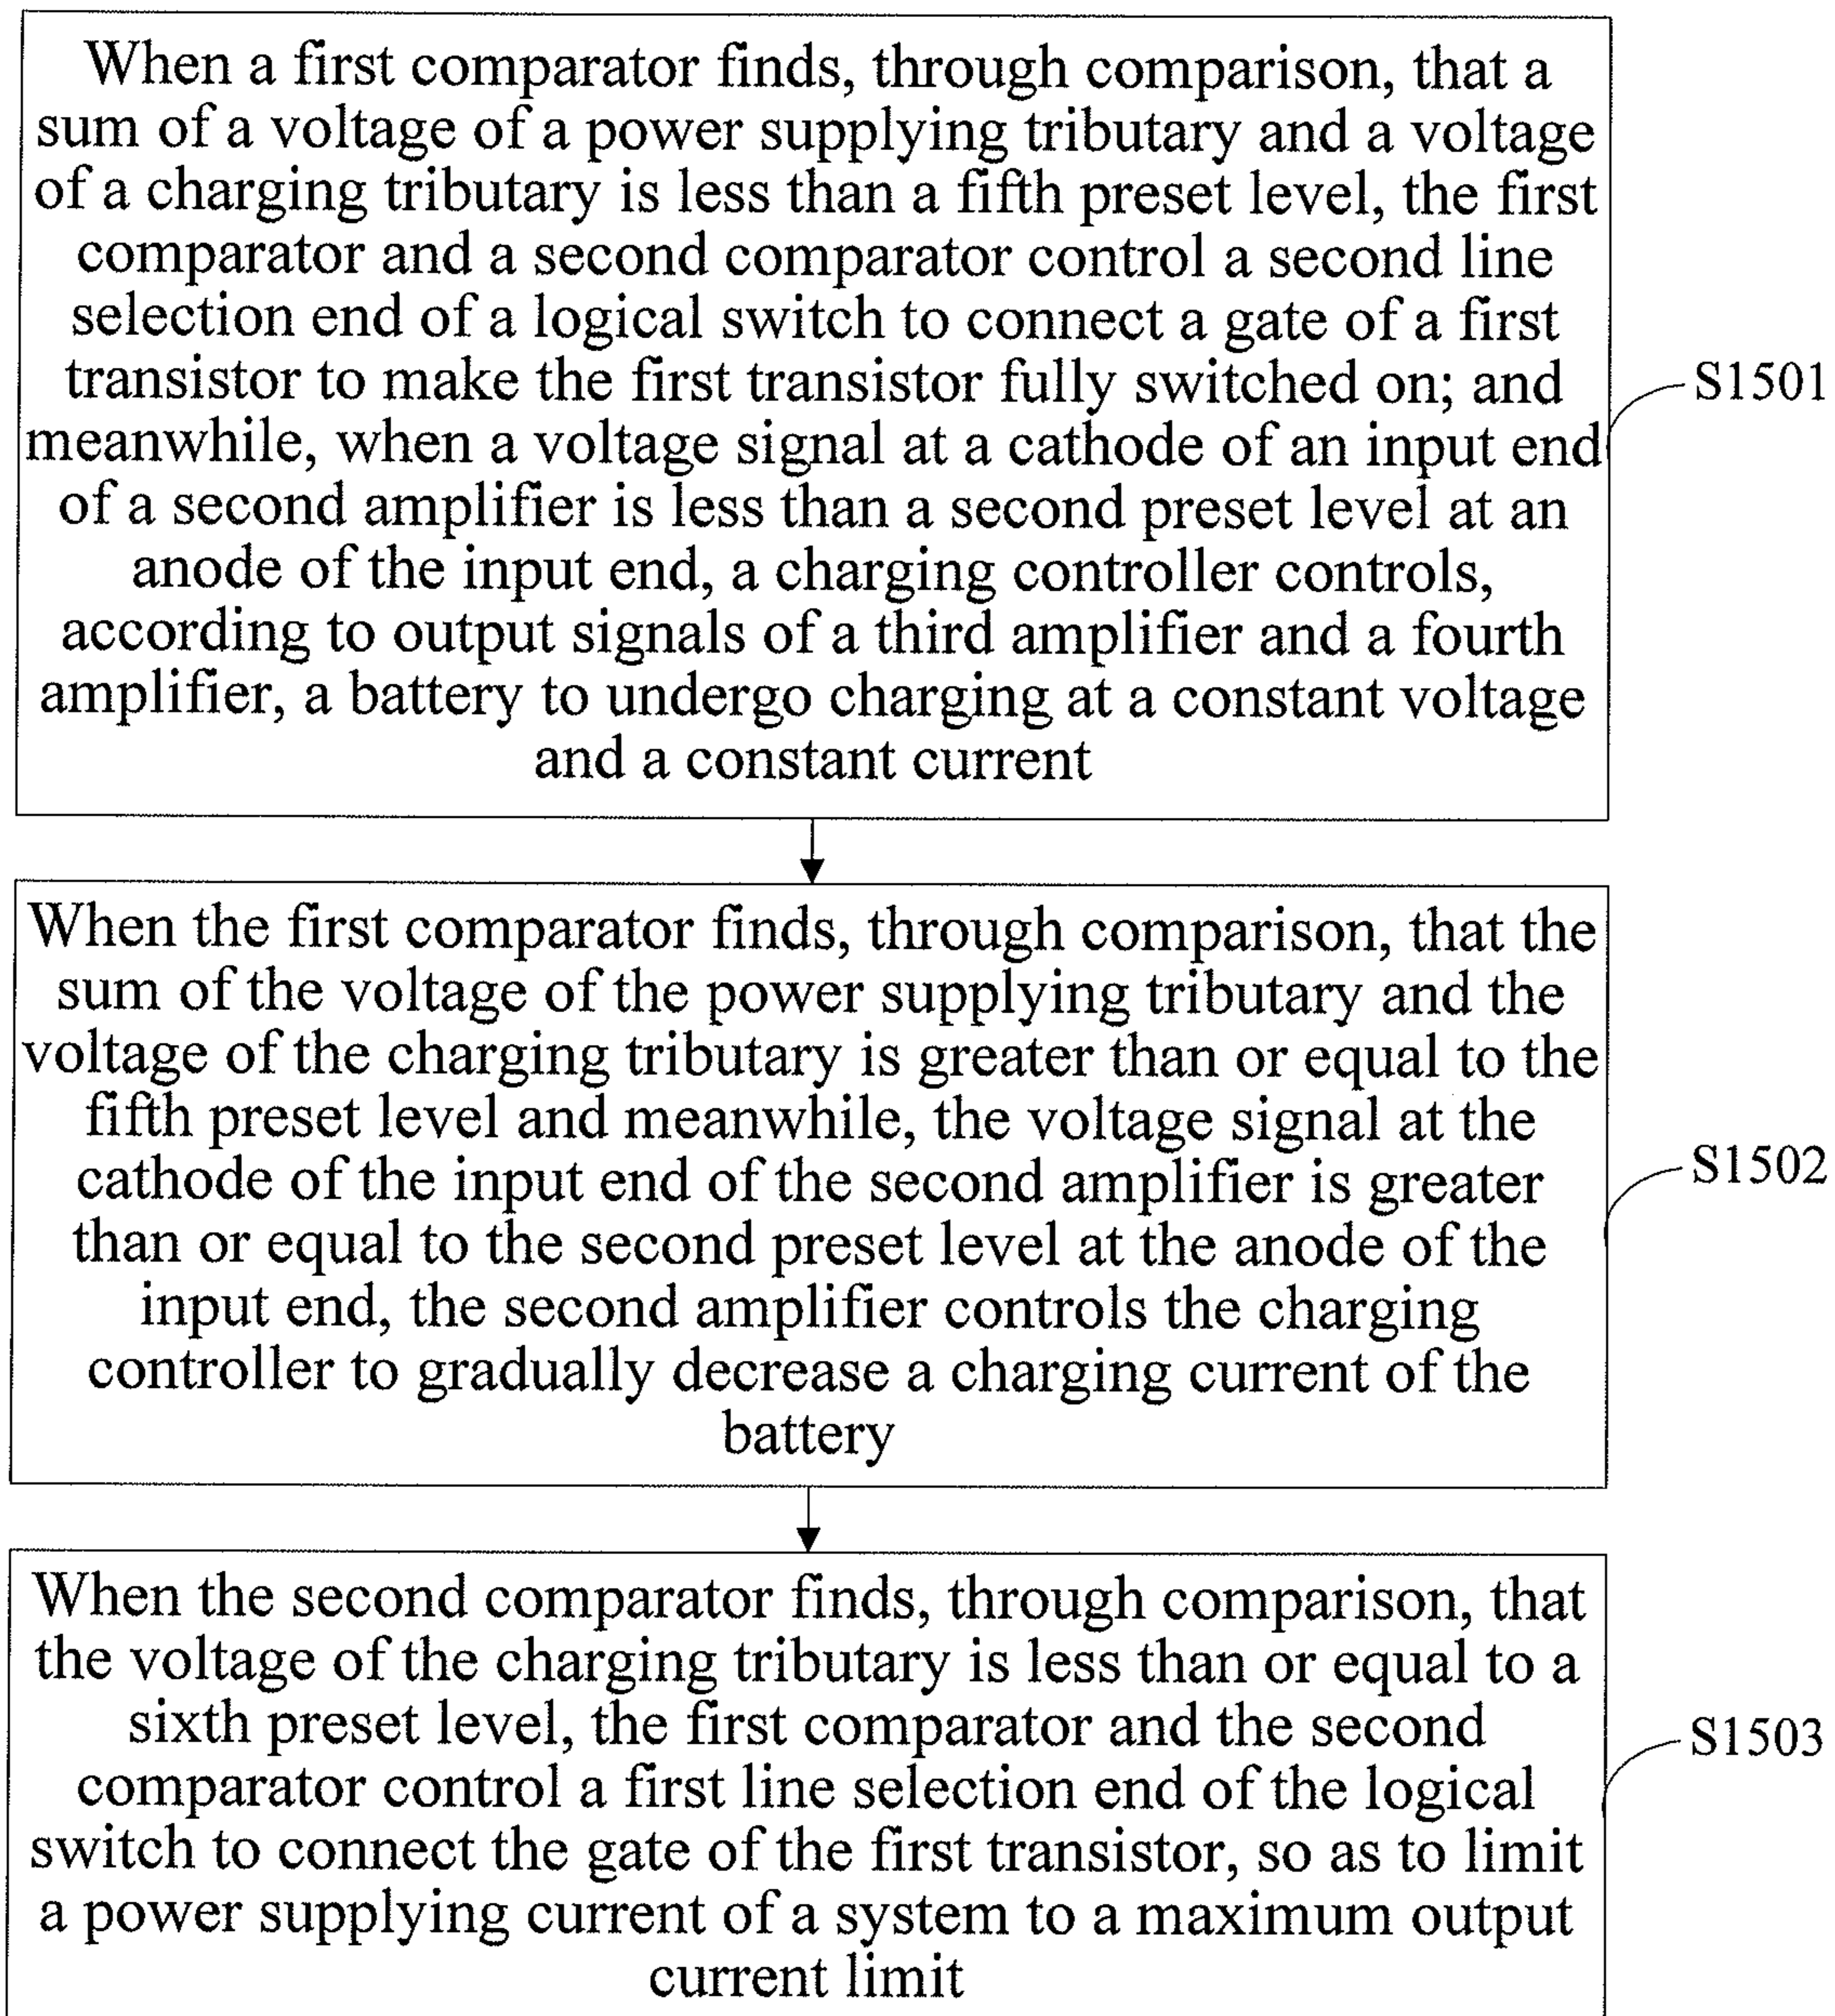 When a first comparator finds, through comparison, that a
sum of a voltage of a power supplying tributary and a voltage
of a charging tributary is less than a fifth preset level, the first
comparator and a second comparator control a second line
selection end of a logical switch to connect a gate of a first
transistor to make the first transistor fully switched on; and
meanwhile, when a voltage signal at a cathode of an input end
of a second amplifier is less than a second preset level at an
anode of the input end, a charging controller controls,
according to output signals of a third amplifier and a fourth
amplifier, a battery to undergo charging at a constant voltage
and a constant current
S1501
When the first comparator finds, through comparison, that the
sum of the voltage of the power supplying tributary and the
voltage of the charging tributary is greater than or equal to the
fifth preset level and meanwhile, the voltage signal at the
cathode of the input end of the second amplifier is greater
than or equal to the second preset level at the anode of the
input end, the second amplifier controls the charging
controller to gradually decrease a charging current of the
battery
S1502
When the second comparator finds, through comparison, that
the voltage of the charging tributary is less than or equal to a
sixth preset level, the first comparator and the second
comparator control a first line selection end of the logical
switch to connect the gate of the first transistor, so as to limit
a power supplying current of a system to a maximum output
current limit
S1503